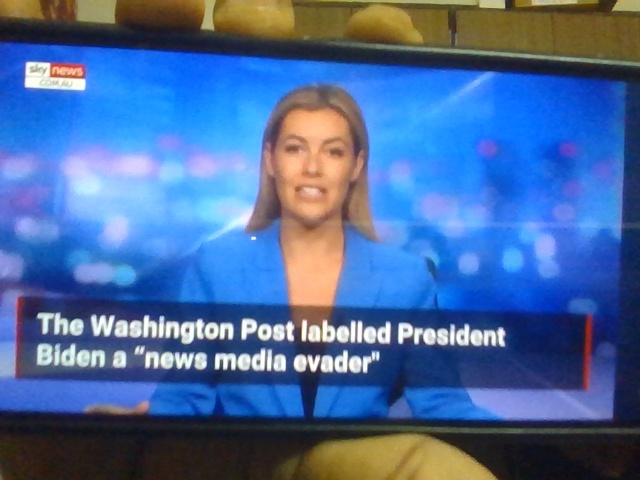 sky news
.COM.AU
The Washington Post labelled President
Biden a “news media evader"